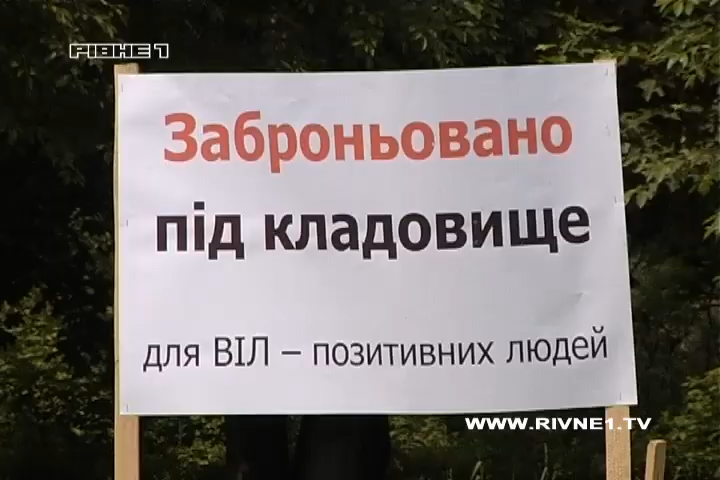 РІВНЕ 1
Заброньовано
під кладовище
для ВІЛ – позитивних людей
WWW.RIVNE1.TV